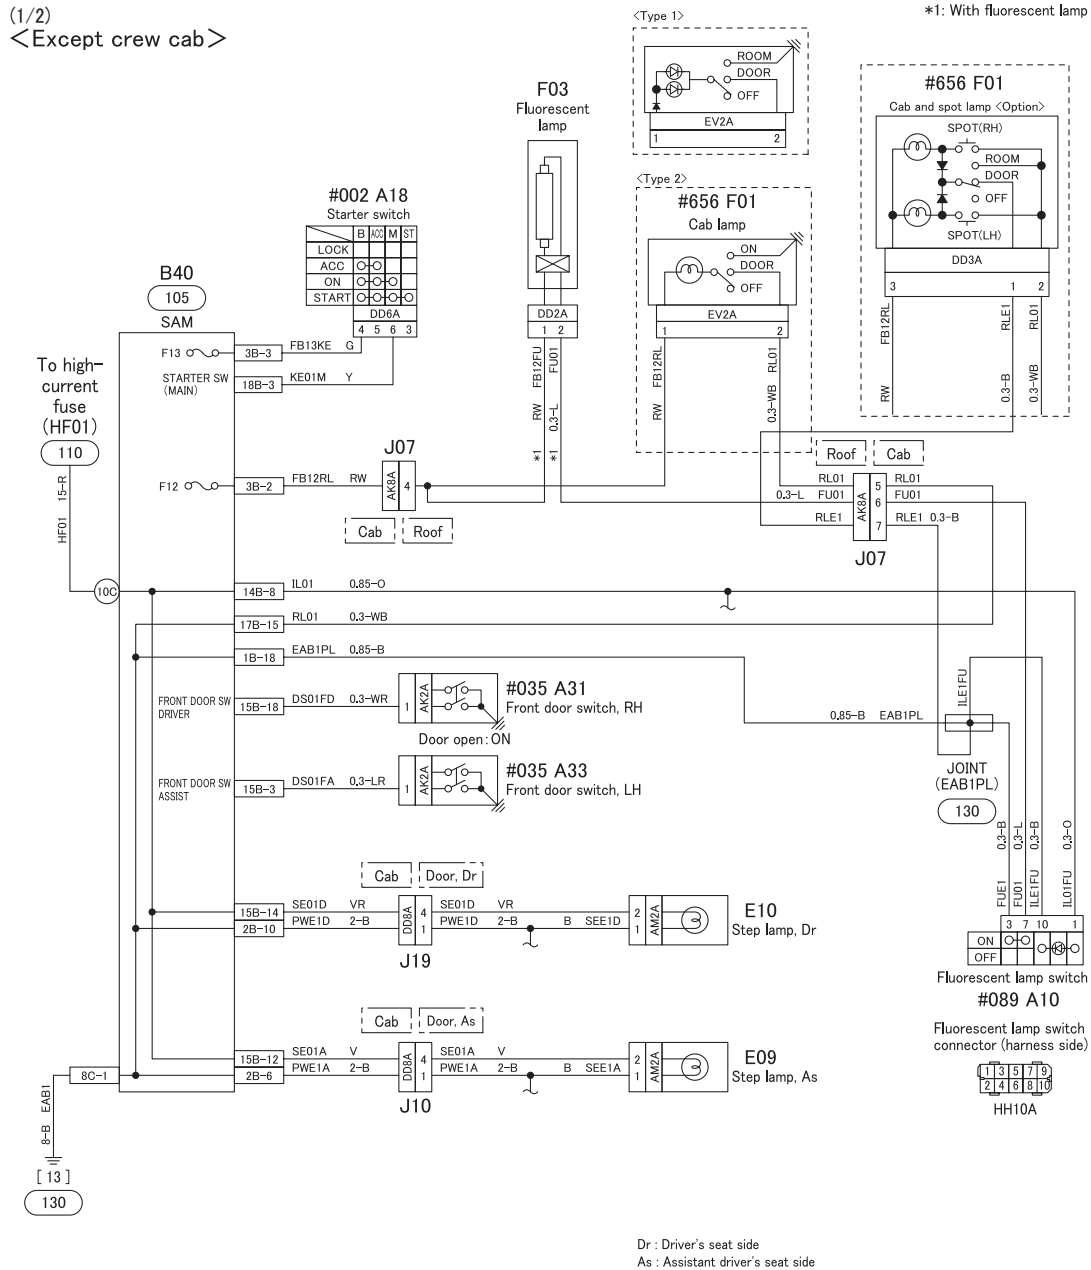 (1/2)
<Except crew cab>
*1: With fluorescent lamp
<Type 1>
ROOM
DOOR
OFF
EV2A
1 2
F03
Fluorescent
lamp
DD2A
1 2
FB12FU
FU01
RW
0.3-L
*1
*1
<Type 2>
#656 F01
Cab lamp
ON
DOOR
OFF
EV2A
1 2
FB12RL
RL01
RW
0.3-WB
#656 F01
Cab and spot lamp <Option>
SPOT(RH)
ROOM
DOOR
OFF
SPOT(LH)
DD3A
3 1 2
FB12RL
RLE1
RL01
RW
0.3-B
0.3-WB
#002 A18
Starter switch
B ACC M ST
LOCK
ACC
ON
START
DD6A
4 5 6 3
B40
105
SAM
To high-
current
fuse
(HF01)
110
15-R
HF01
10C
F13 3B-3 FB13KE G
STARTER SW
(MAIN)
18B-3 KE01M Y
F12 3B-2 FB12RL RW
J07
AK8A 4
Cab Roof
Roof Cab
RL01 5 RL01
0.3-L FU01 6 FU01
RLE1 7 RLE1 0.3-B
AK8A
J07
14B-8 IL01 0.85-O
17B-15 RL01 0.3-WB
1B-18 EAB1PL 0.85-B
FRONT DOOR SW
DRIVER
15B-18 DS01FD 0.3-WR
1 AK2A
#035 A31
Front door switch, RH
Door open:ON
FRONT DOOR SW
ASSIST
15B-3 DS01FA 0.3-LR
1 AK2A
#035 A33
Front door switch, LH
0.85-B EAB1PL
ILE1FU
JOINT
(EAB1PL)
130
0.3-B
0.3-L
0.3-B
0.3-O
FUE1
FU01
ILE1FU
IL01FU
3 7 10 1
ON
OFF
Fluorescent lamp switch
#089 A10
Fluorescent lamp switch
connector (harness side)
1 3 5 7 9
2 4 6 8 10
HH10A
Cab Door, Dr
15B-14 SE01D VR 4 SE01D VR 2
2B-10 PWE1D 2-B 1 PWE1D 2-B B SEE1D 1
DD8A
AM2A
J19
E10
Step lamp, Dr
Cab Door, As
15B-12 SE01A V 4 SE01A V 2
2B-6 PWE1A 2-B 1 PWE1A 2-B B SEE1A 1
DD8A
AM2A
J10
E09
Step lamp, As
8C-1
EAB1
8-B
[13]
130
Dr : Driver's seat side
As : Assistant driver's seat side